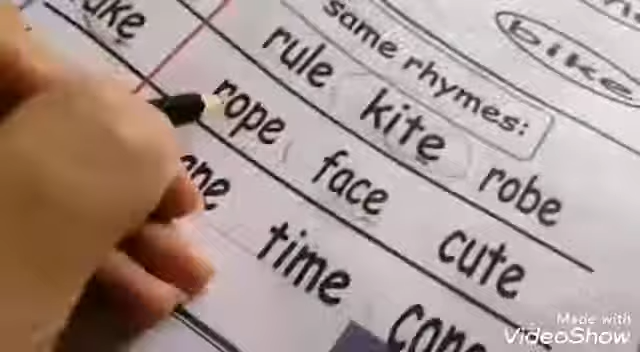 same rhymes:
bike
rule kite robe
rope face cute
time
Made with
VideoShow